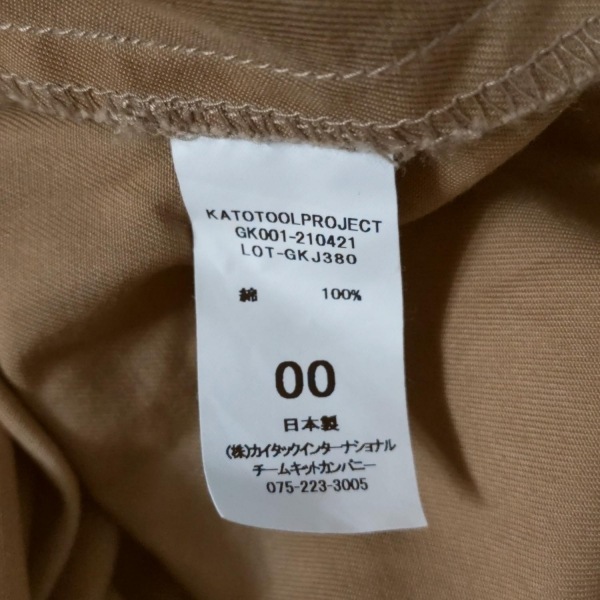 KATOTOOLPROJECT
GK001-210421
LOT-GKJ380
綿 100%
00
日本製
(株)カイタックインターナショナル
チームキットカンパニー
075-223-3005